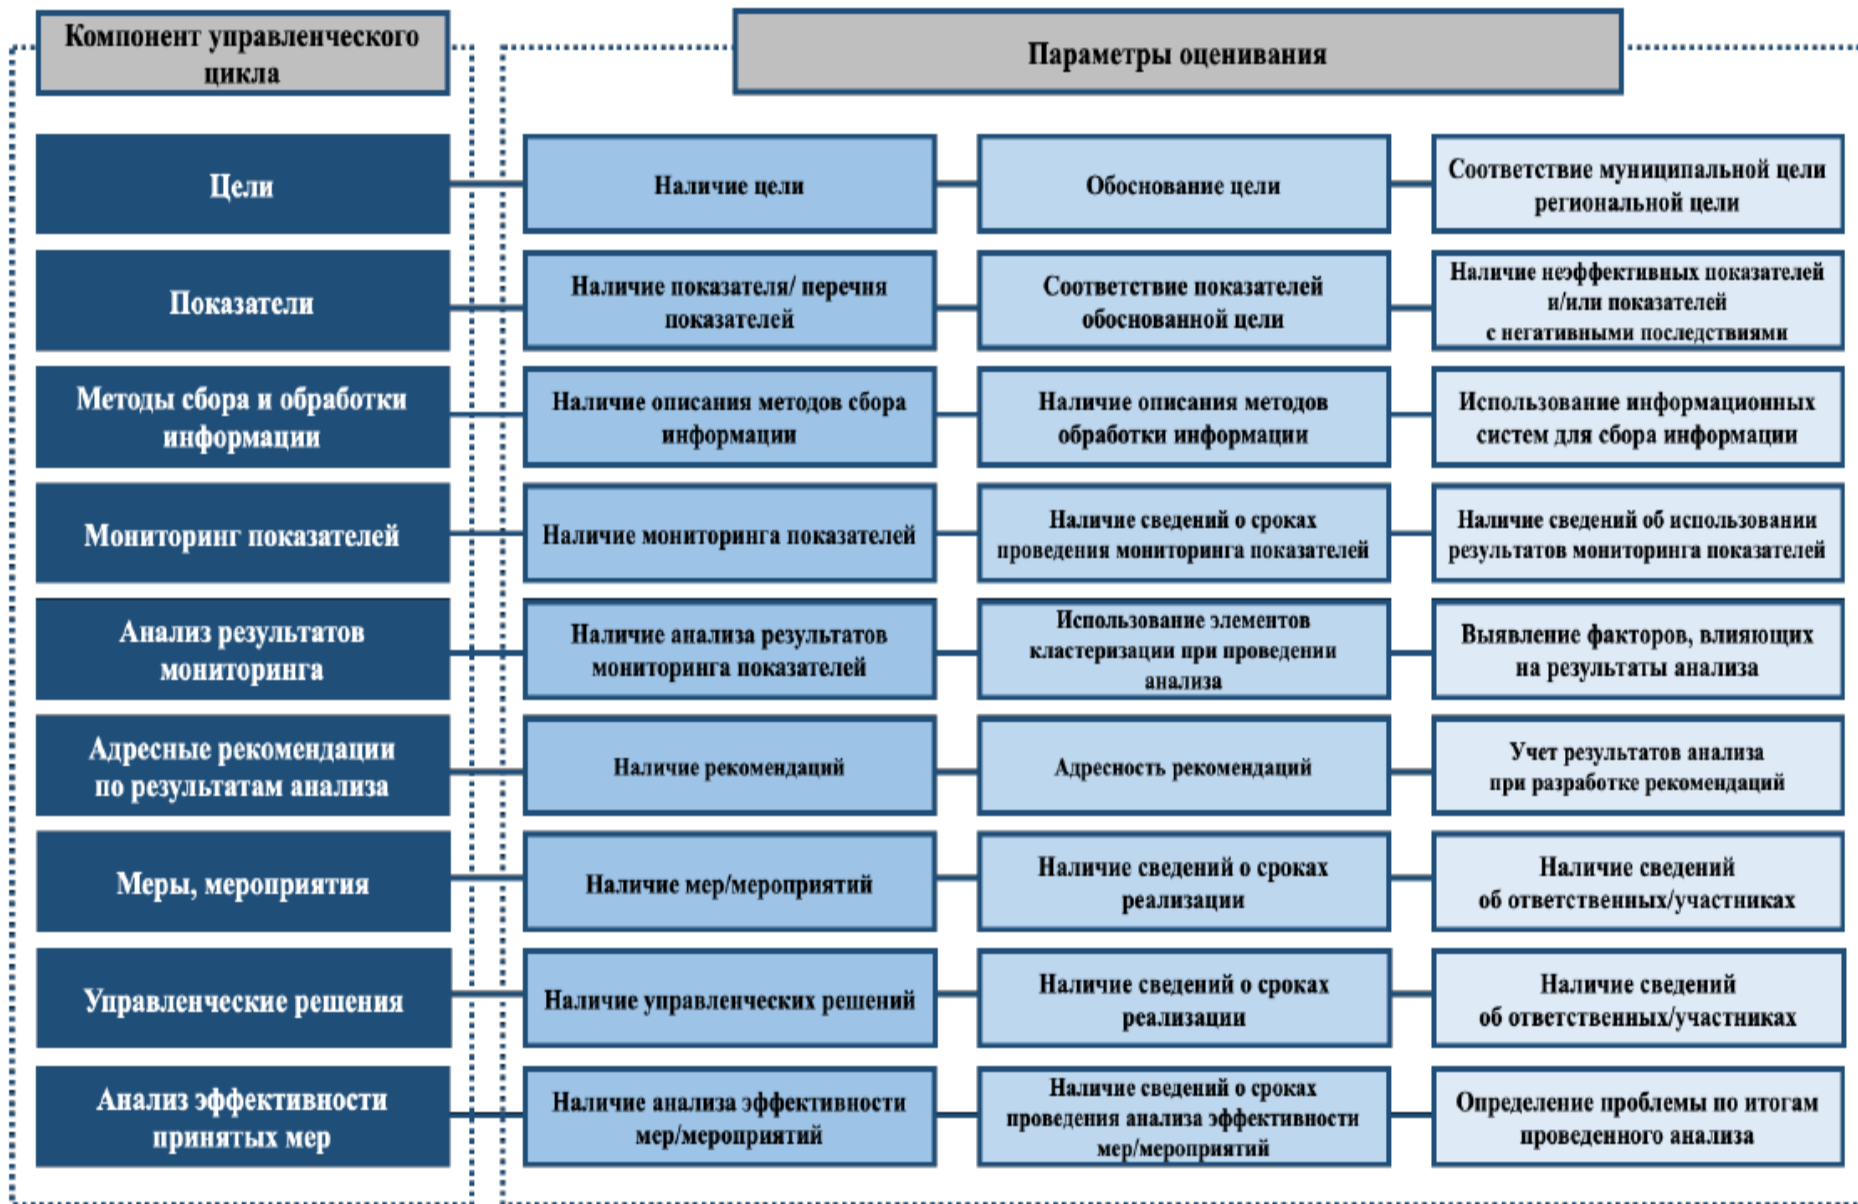 Компонент управленческого
цикла
Параметры оценивания
Цели
Наличие цели
Обоснование цели
Соответствие муниципальной цели
региональной цели
Показатели
Наличие показателя/ перечня
показателей
Соответствие показателей
обоснованной цели
Наличие неэффективных показателей
и/или показателей
с негативными последствиями
Методы сбора и обработки
информации
Наличие описания методов сбора
информации
Наличие описания методов
обработки информации
Использование информационных
систем для сбора информации
Мониторинг показателей
Наличие мониторинга показателей
Наличие сведений о сроках
проведения мониторинга показателей
Наличие сведений об использовании
результатов мониторинга показателей
Анализ результатов
мониторинга
Наличие анализа результатов
мониторинга показателей
Использование элементов
кластеризации при проведении
анализа
Выявление факторов, влияющих
на результаты анализа
Адресные рекомендации
по результатам анализа
Наличие рекомендаций
Адресность рекомендаций
Учет результатов анализа
при разработке рекомендаций
Меры, мероприятия
Наличие мер/мероприятий
Наличие сведений о сроках
реализации
Наличие сведений
об ответственных/участниках
Управленческие решения
Наличие управленческих решений
Наличие сведений о сроках
реализации
Наличие сведений
об ответственных/участниках
Анализ эффективности
принятых мер
Наличие анализа эффективности
мер/мероприятий
Наличие сведений о сроках
проведения анализа эффективности
мер/мероприятий
Определение проблемы по итогам
проведенного анализа